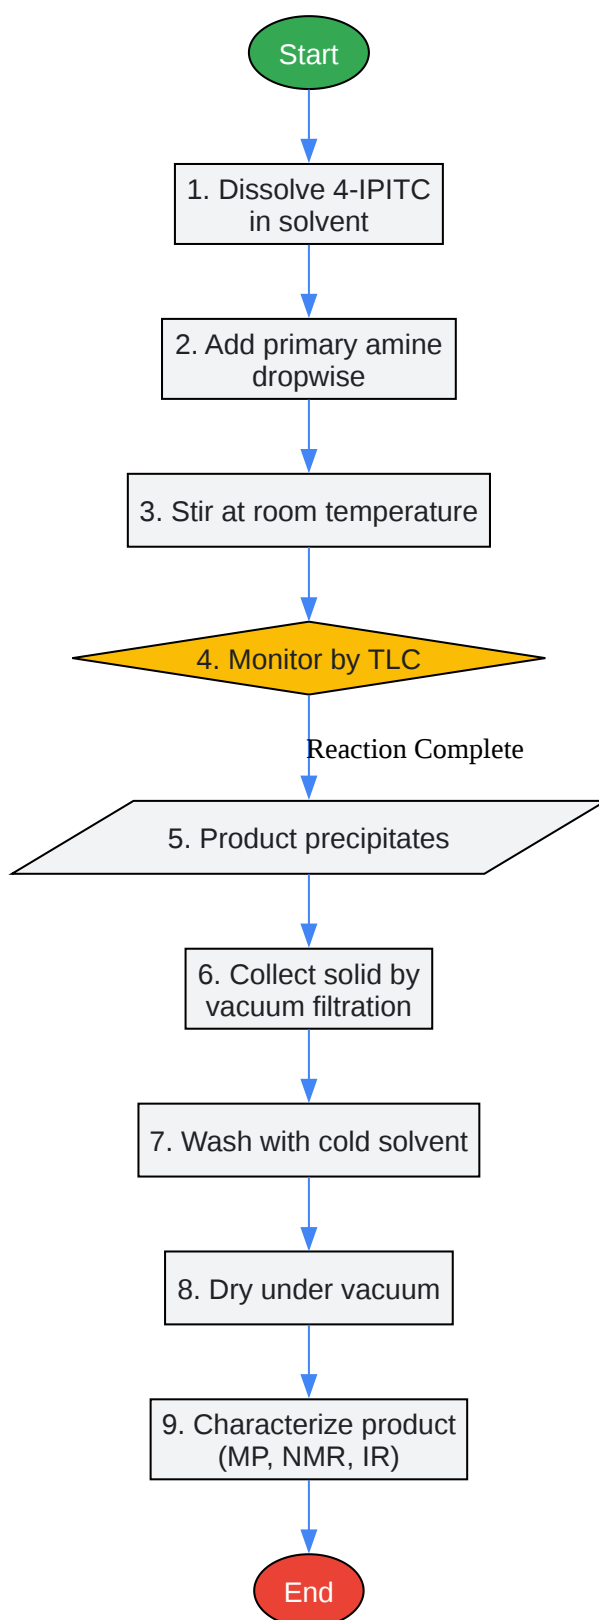 Start
1. Dissolve 4-IPITC
in solvent
2. Add primary amine
dropwise
3. Stir at room temperature
4. Monitor by TLC
Reaction Complete
5. Product precipitates
6. Collect solid by
vacuum filtration
7. Wash with cold solvent
8. Dry under vacuum
9. Characterize product
(MP, NMR, IR)
End